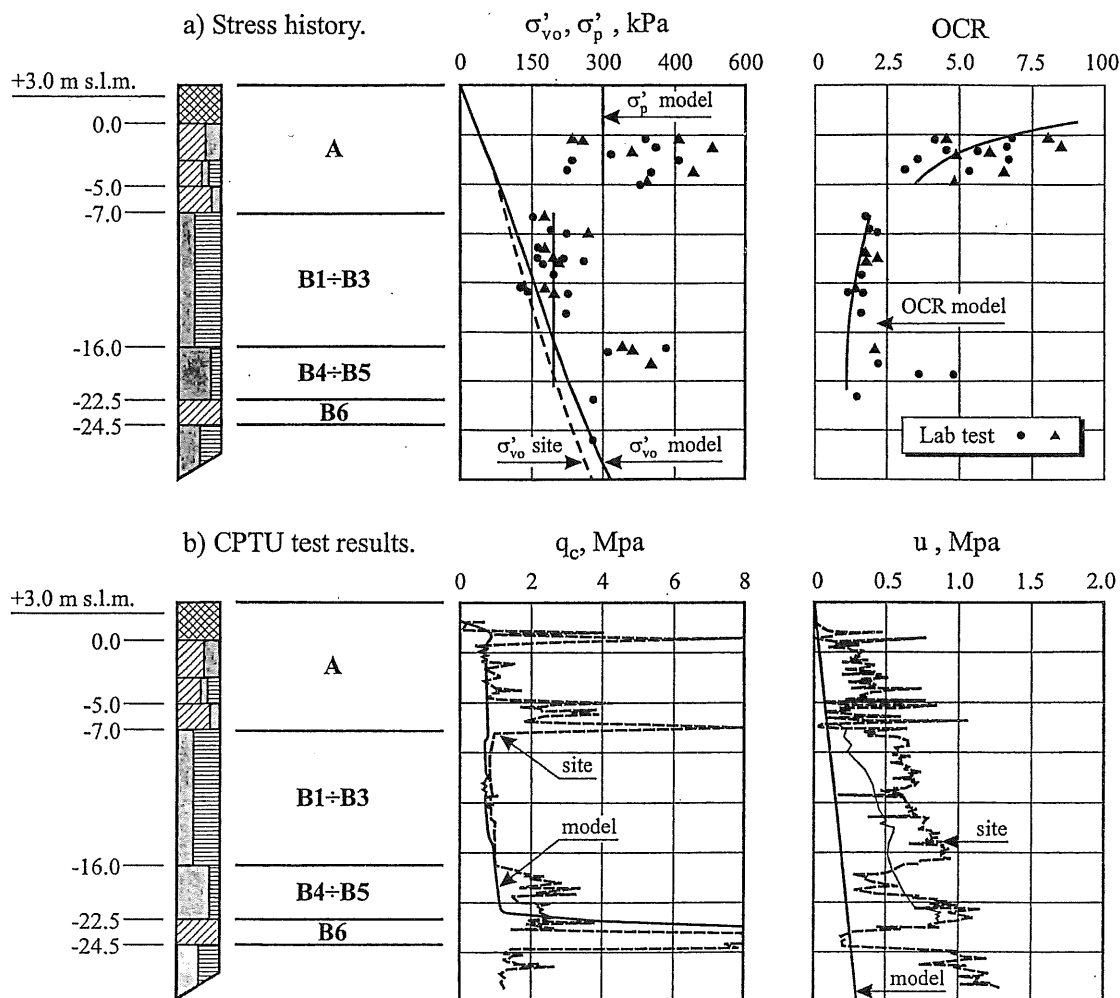 a) Stress history.
σ'vo, σ'p , kPa
OCR
0 150 300 450 600
0 2.5 5.0 7.5 100
+3.0 m s.l.m.
σ'p model
0.0
A
-5.0
-7.0
B1÷B3
OCR model
-16.0
B4÷B5
-22.5
B6
-24.5
Lab test
σ'vo site
σ'vo model
b) CPTU test results.
qc, Mpa
u , Mpa
0 2 4 6 8
0 0.5 1.0 1.5 2.0
+3.0 m s.l.m.
0.0
A
-5.0
-7.0
site
B1÷B3
model
site
-16.0
B4÷B5
-22.5
B6
-24.5
model